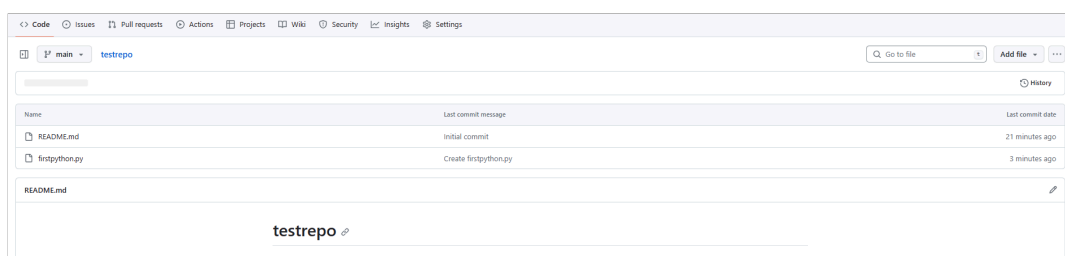 Code Issues Pull requests Actions Projects Wiki Security Insights Settings
main testrepo Go to file t Add file
History
Name Last commit message Last commit date
README.md Initial commit 21 minutes ago
firstpython.py Create firstpython.py 3 minutes ago
README.md
testrepo